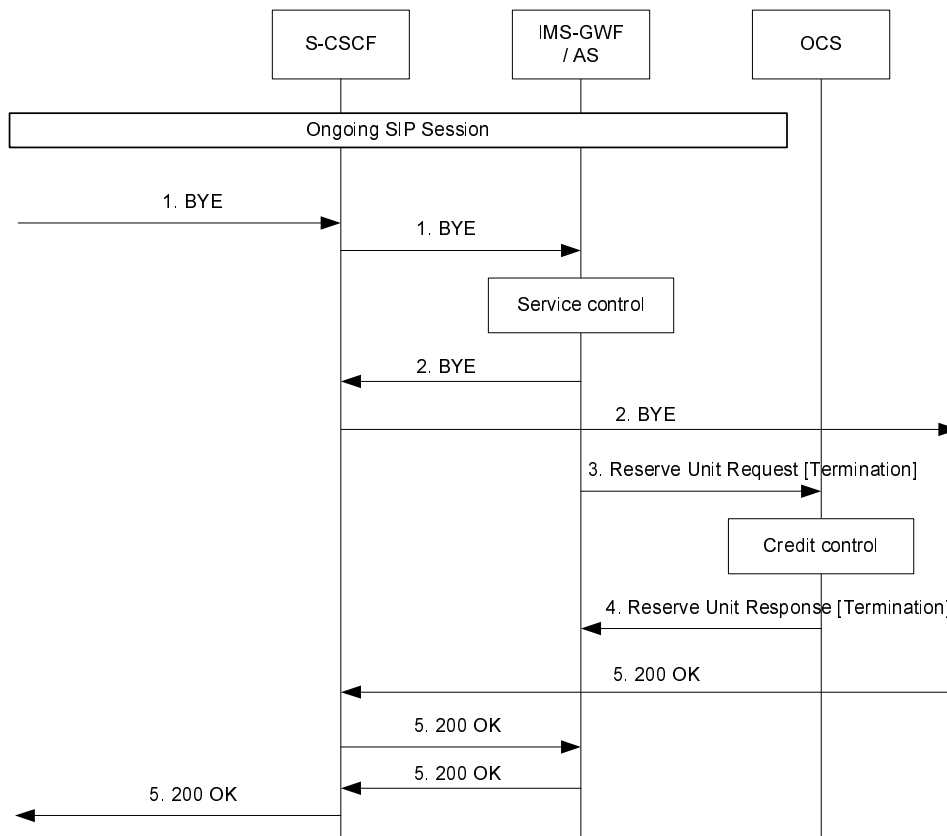 S-CSCF
IMS-GWF
/ AS
OCS
Ongoing SIP Session
1. BYE
1. BYE
Service control
2. BYE
2. BYE
3. Reserve Unit Request [Termination]
Credit control
4. Reserve Unit Response [Termination]
5. 200 OK
5. 200 OK
5. 200 OK
5. 200 OK